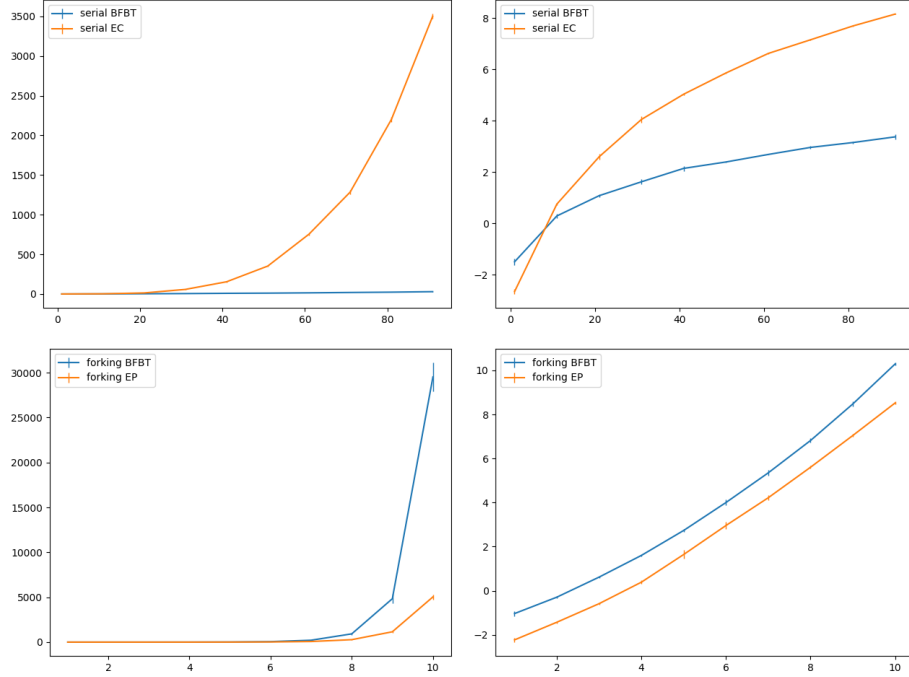 serial BFBT
serial EC
3500
3000
2500
2000
1500
1000
500
0
0 20 40 60 80
serial BFBT
serial EC
8
6
4
2
0
−2
0 20 40 60 80
forking BFBT
forking EP
30000
25000
20000
15000
10000
5000
0
2 4 6 8 10
forking BFBT
forking EP
10
8
6
4
2
0
−2
2 4 6 8 10